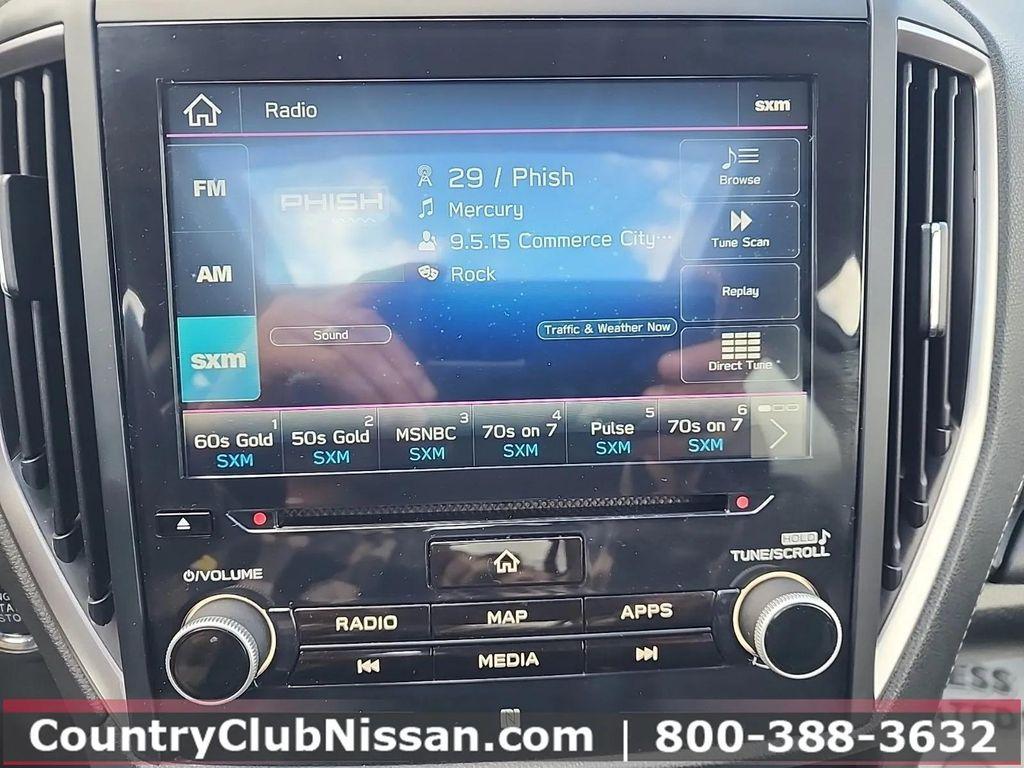 Radio
sxm
FM
AM
sxm
PHISH
29 / Phish
Mercury
9.5.15 Commerce City…
Rock
Sound
Traffic & Weather Now
Browse
Tune Scan
Replay
Direct Tune
1
60s Gold
SXM
2
50s Gold
SXM
3
MSNBC
SXM
4
70s on 7
SXM
5
Pulse
SXM
6
70s on 7
SXM
VOLUME
HOLD
TUNE/SCROLL
RADIO
MAP
APPS
MEDIA
N
CountryClubNissan.com | 800-388-3632